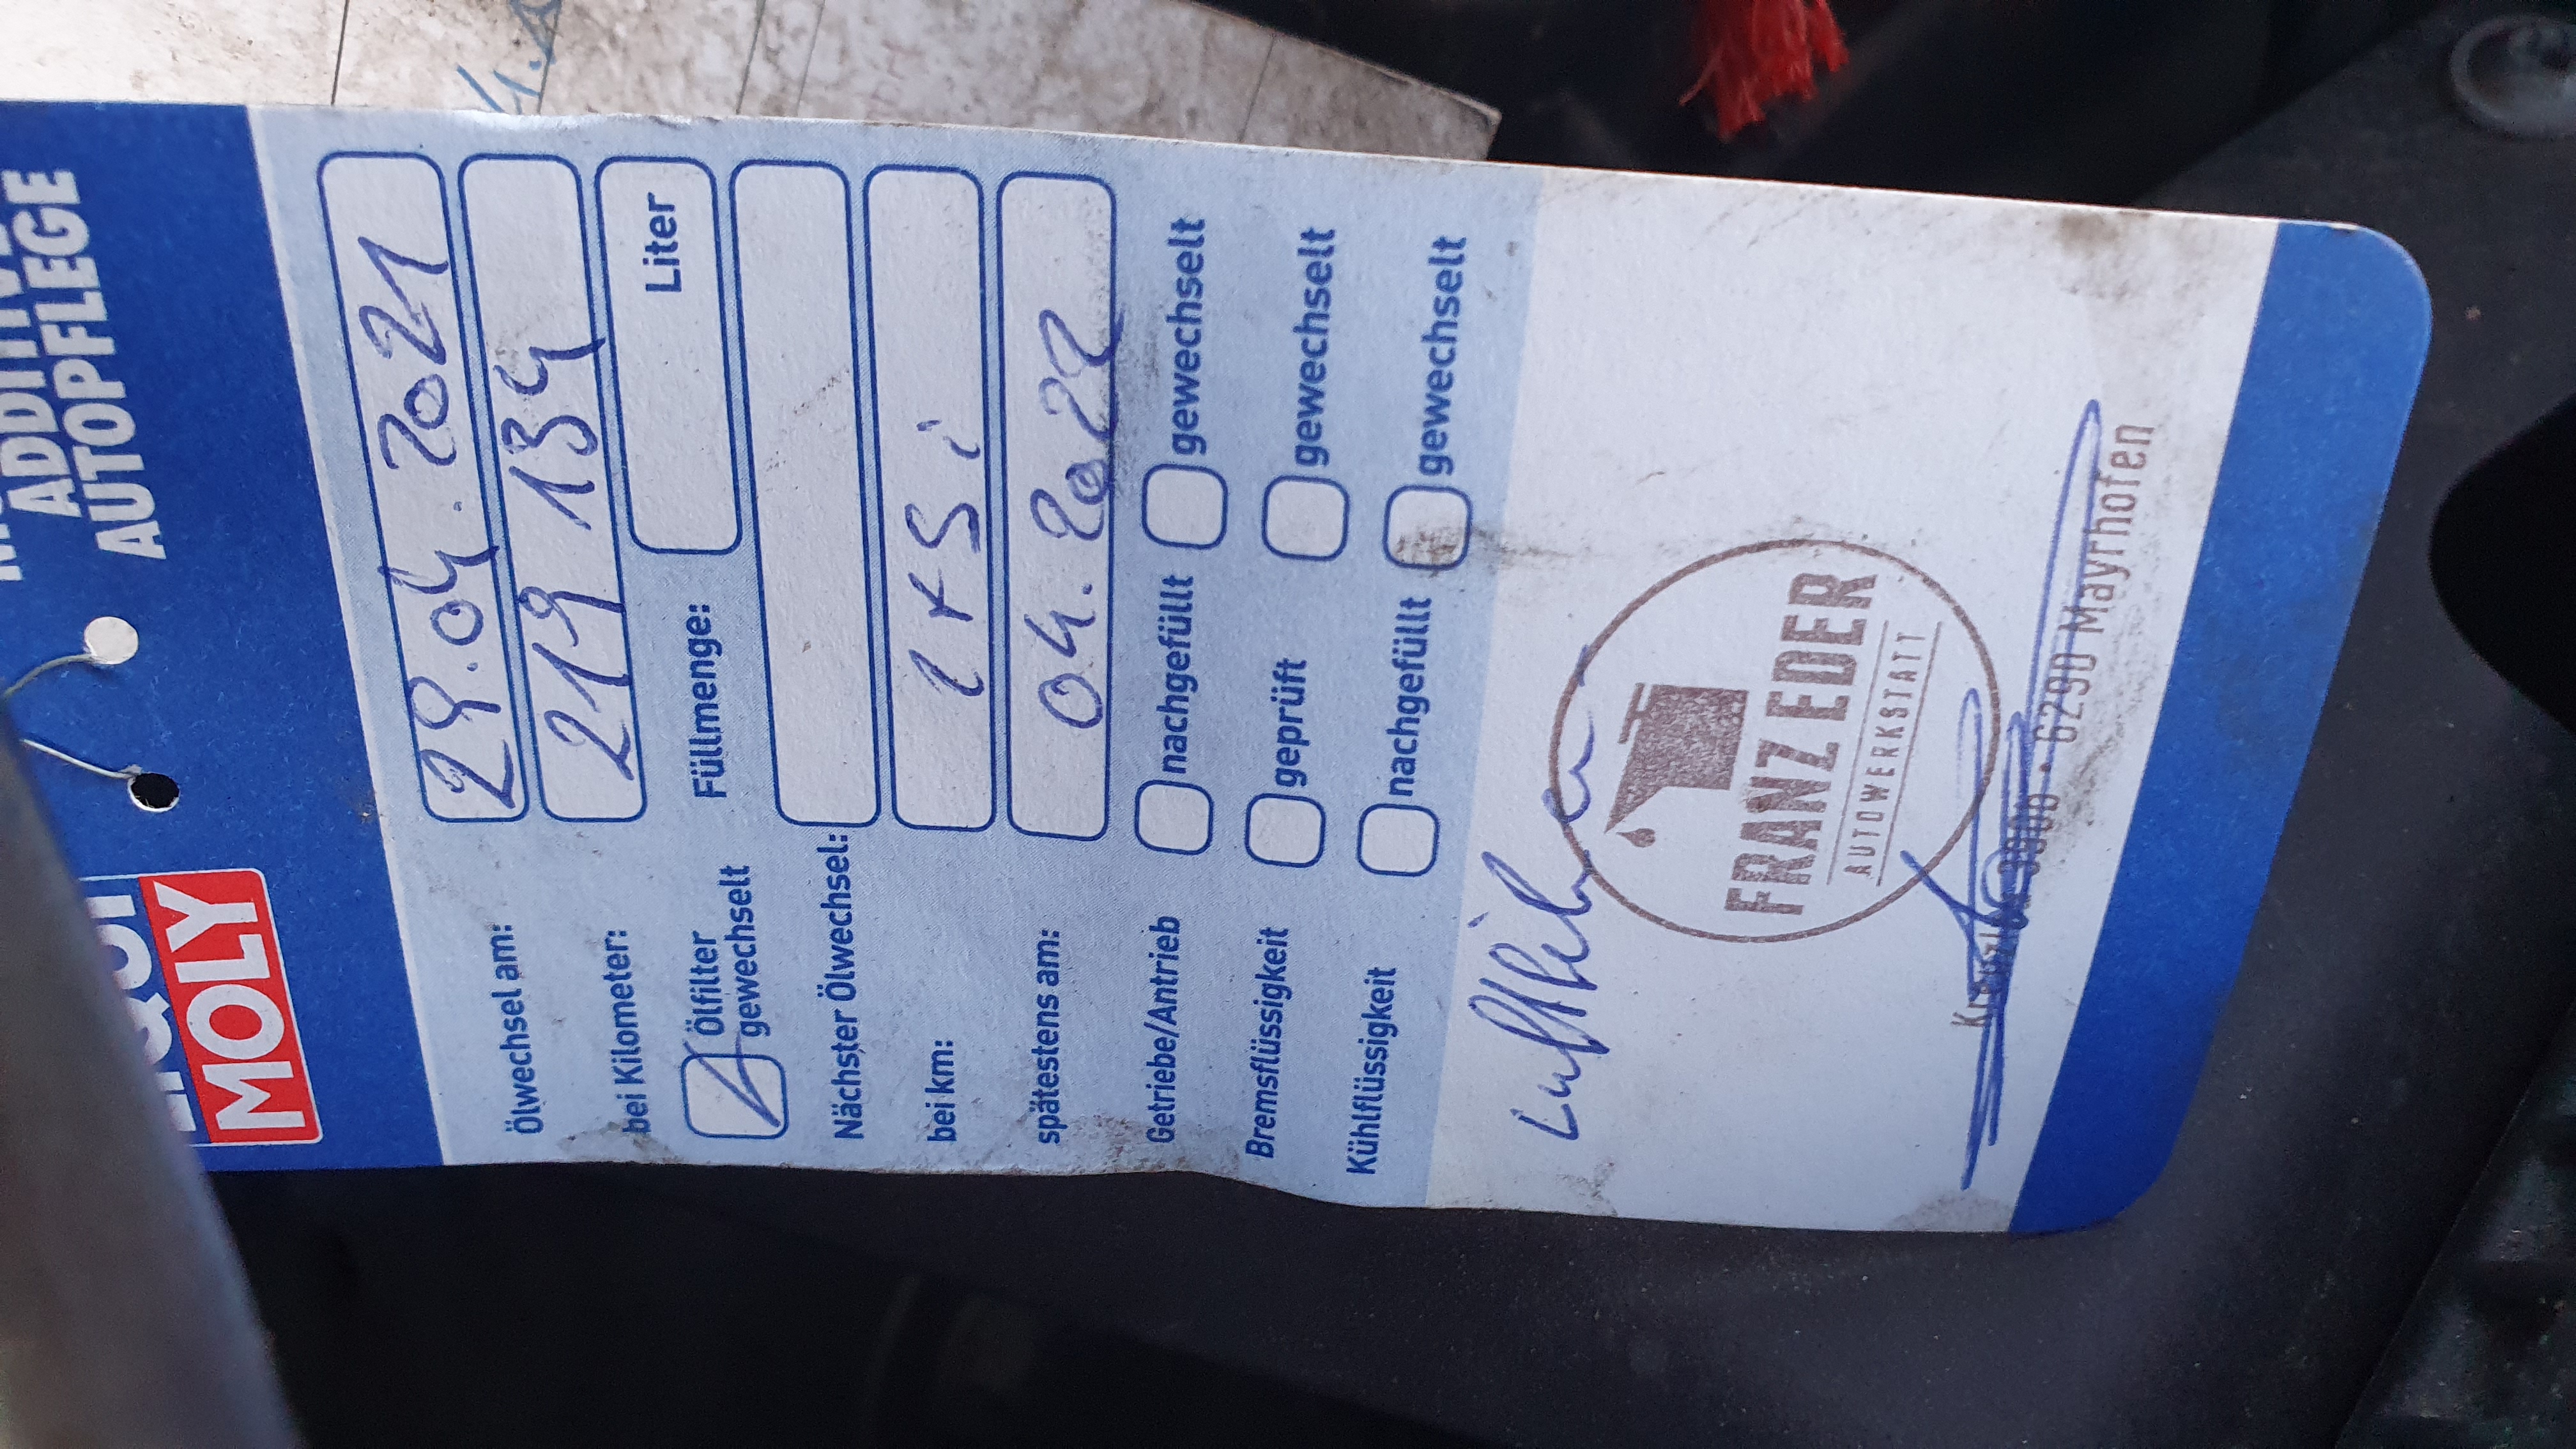 ADDITIVE
AUTOPFLEGE
LIQUI
MOLY
Ölwechsel am: 29.04.2021
bei Kilometer: 219 134
Ölfilter gewechselt Füllmenge: Liter
Nächster Ölwechsel:
bei km:
spätestens am: 04.2022
Getriebe/Antrieb nachgefüllt gewechselt
Bremsflüssigkeit geprüft gewechselt
Kühlflüssigkeit nachgefüllt gewechselt
FRANZ EDER
AUTOWERKSTATT
6290 Mayrhofen